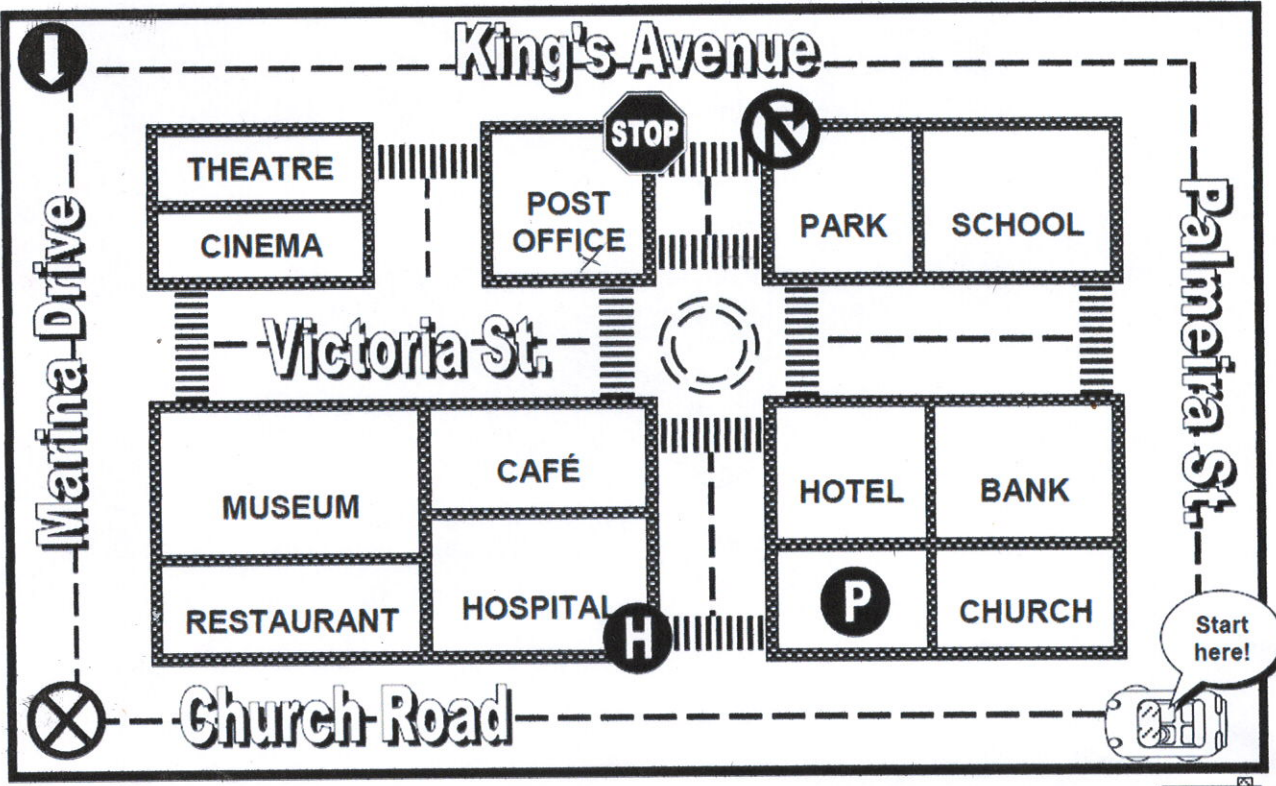 King's Avenue
STOP
THEATRE
CINEMA
POST
OFFICE
PARK
SCHOOL
Marina Drive
Palmeira St.
Victoria St.
MUSEUM
CAFÉ
HOTEL
BANK
RESTAURANT
HOSPITAL
H
P
CHURCH
Start
here!
Church Road